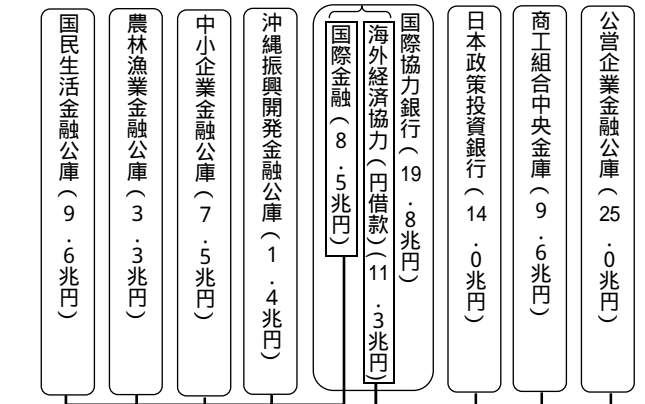 公営企業金融公庫(25.0兆円)
商工組合中央金庫(9.6兆円)
日本政策投資銀行(14.0兆円)
国際協力銀行(19.8兆円)
海外経済協力(円借款)(11.3兆円)
国際金融(8.5兆円)
沖縄振興開発金融公庫(1.4兆円)
中小企業金融公庫(7.5兆円)
農林漁業金融公庫(3.3兆円)
国民生活金融公庫(9.6兆円)